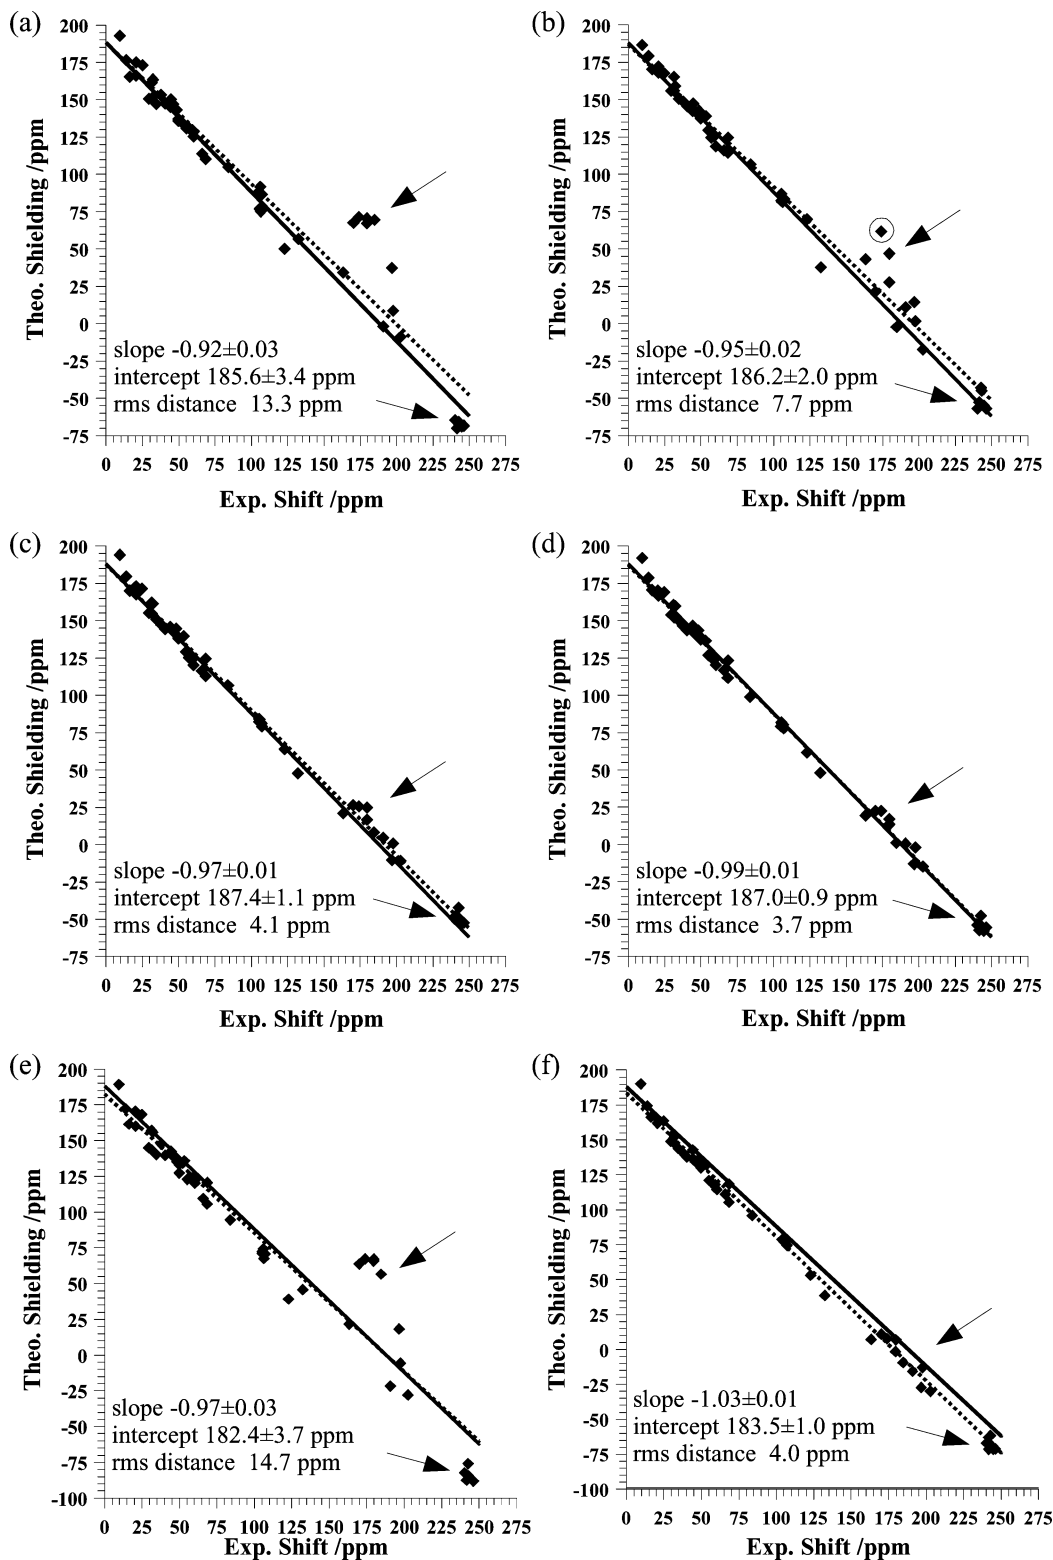 (a)
200
175
150
125
100
75
50
25
0
-25
-50
-75
Theo. Shielding /ppm
slope -0.92±0.03
intercept 185.6±3.4 ppm
rms distance 13.3 ppm
0 25 50 75 100 125 150 175 200 225 250 275
Exp. Shift /ppm
(b)
200
175
150
125
100
75
50
25
0
-25
-50
-75
Theo. Shielding /ppm
slope -0.95±0.02
intercept 186.2±2.0 ppm
rms distance 7.7 ppm
0 25 50 75 100 125 150 175 200 225 250 275
Exp. Shift /ppm
(c)
200
175
150
125
100
75
50
25
0
-25
-50
-75
Theo. Shielding /ppm
slope -0.97±0.01
intercept 187.4±1.1 ppm
rms distance 4.1 ppm
0 25 50 75 100 125 150 175 200 225 250 275
Exp. Shift /ppm
(d)
200
175
150
125
100
75
50
25
0
-25
-50
-75
Theo. Shielding /ppm
slope -0.99±0.01
intercept 187.0±0.9 ppm
rms distance 3.7 ppm
0 25 50 75 100 125 150 175 200 225 250 275
Exp. Shift /ppm
(e)
200
175
150
125
100
75
50
25
0
-25
-50
-75
-100
Theo. Shielding /ppm
slope -0.97±0.03
intercept 182.4±3.7 ppm
rms distance 14.7 ppm
0 25 50 75 100 125 150 175 200 225 250 275
Exp. Shift /ppm
(f)
200
175
150
125
100
75
50
25
0
-25
-50
-75
-100
Theo. Shielding /ppm
slope -1.03±0.01
intercept 183.5±1.0 ppm
rms distance 4.0 ppm
0 25 50 75 100 125 150 175 200 225 250 275
Exp. Shift /ppm